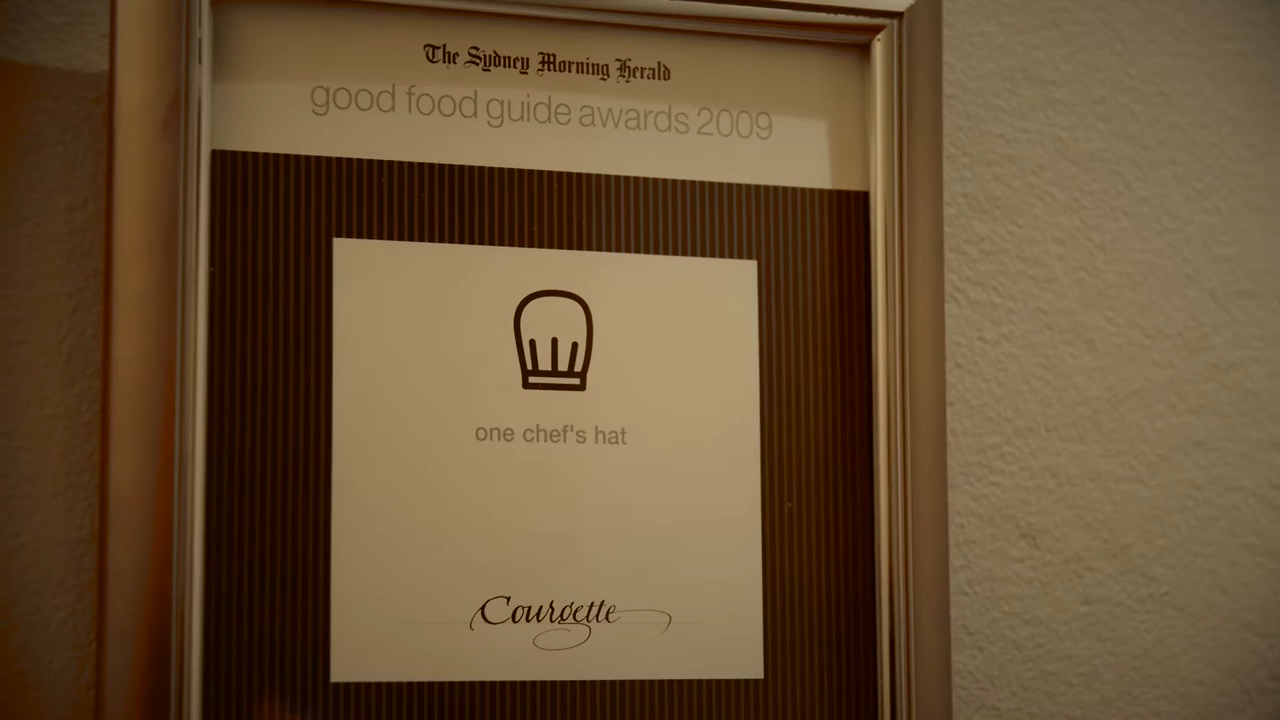 The Sydney Morning Herald
good food guide awards 2009
one chef's hat
Courgette